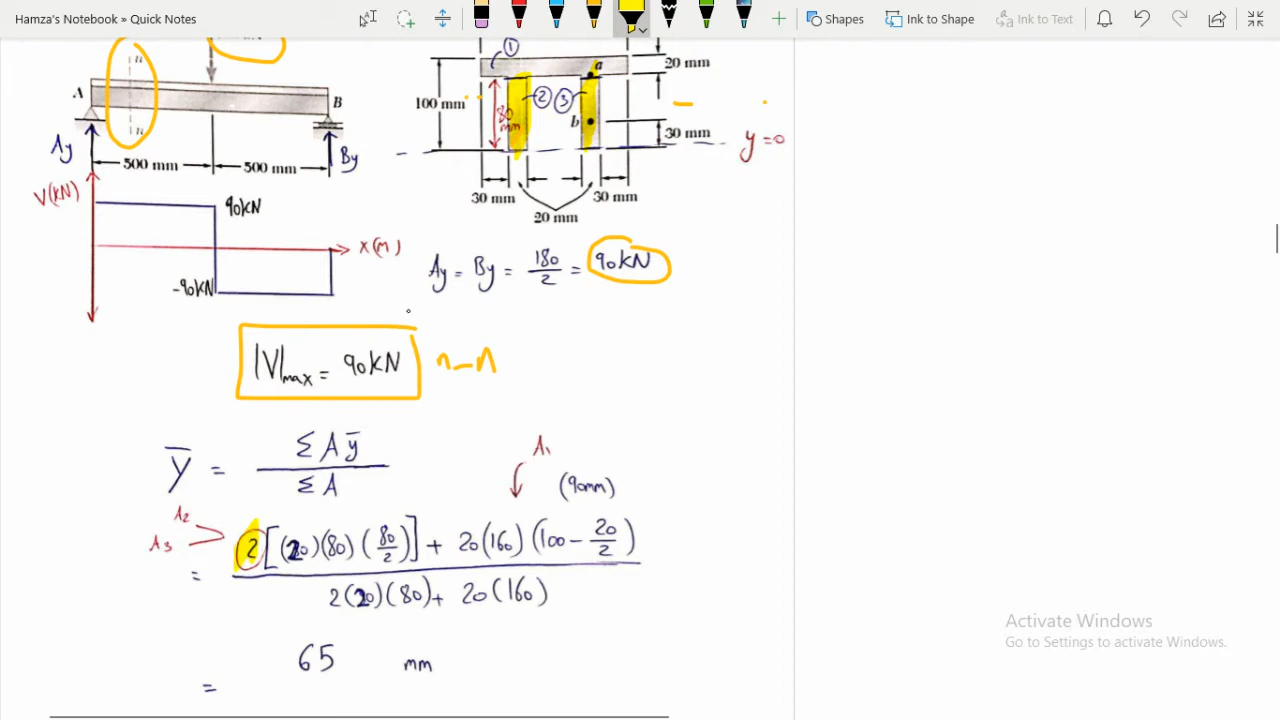 Hamza's Notebook » Quick Notes
Shapes
Ink to Shape
Ink to Text
n
A
B
n
Ay
By
500 mm
500 mm
1
a
20 mm
100 mm
80 mm
2
3
b
30 mm
y=0
30 mm
30 mm
20 mm
V(kN)
90kN
X(M)
-90kN
Ay = By = 180/2 = 90kN
|V|max = 90kN
n-n
Y̅ = ΣAy̅ / ΣA
A1
(90mm)
A2
A3
= 2[(20)(80)(80/2)] + 20(160)(100 - 20/2)
2(20)(80) + 20(160)
= 65 mm
Activate Windows
Go to Settings to activate Windows.